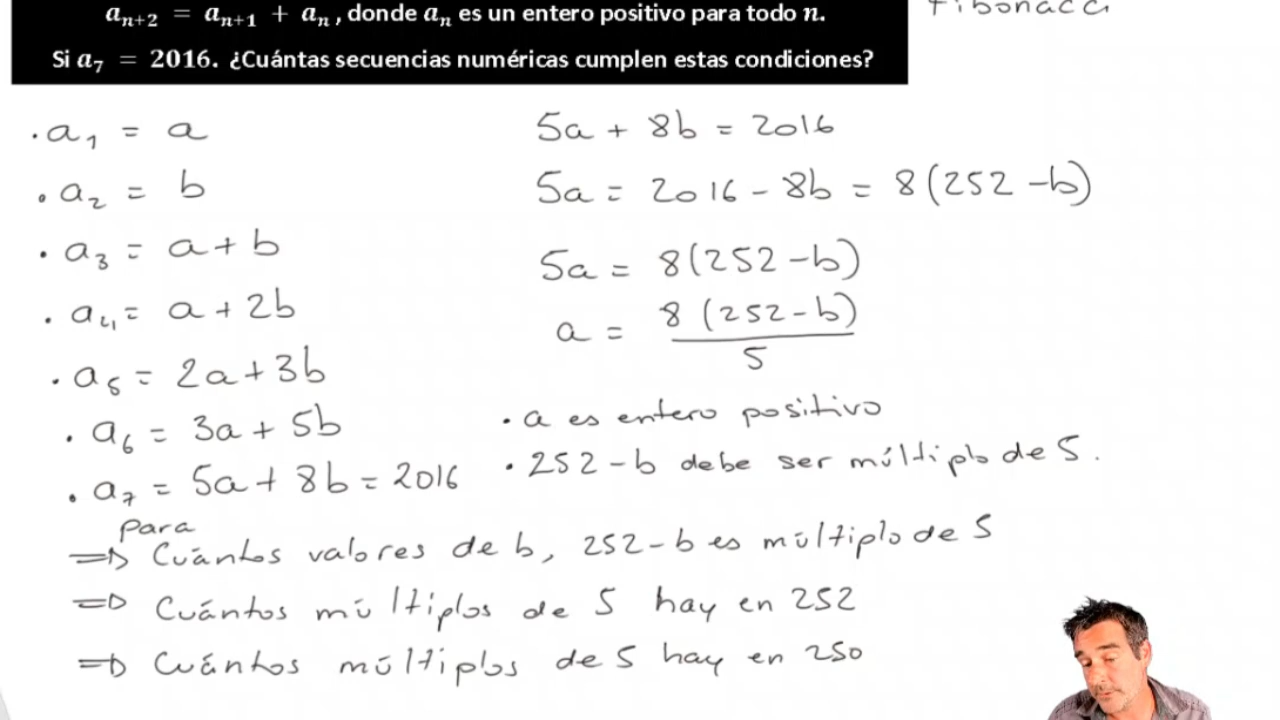 aₙ₊₂ = aₙ₊₁ + aₙ, donde aₙ es un entero positivo para todo n.
Si a₇ = 2016. ¿Cuántas secuencias numéricas cumplen estas condiciones?
Fibonacci
· a₁ = a
· a₂ = b
· a₃ = a + b
· a₄ = a + 2b
· a₅ = 2a + 3b
· a₆ = 3a + 5b
· a₇ = 5a + 8b = 2016
5a + 8b = 2016
5a = 2016 - 8b = 8(252 - b)
5a = 8(252 - b)
a = 8(252 - b)/5
· a es entero positivo
· 252 - b debe ser múltiplo de 5.
Para
=> Cuántos valores de b, 252 - b es múltiplo de 5
=> Cuántos múltiplos de 5 hay en 252
=> Cuántos múltiplos de 5 hay en 250